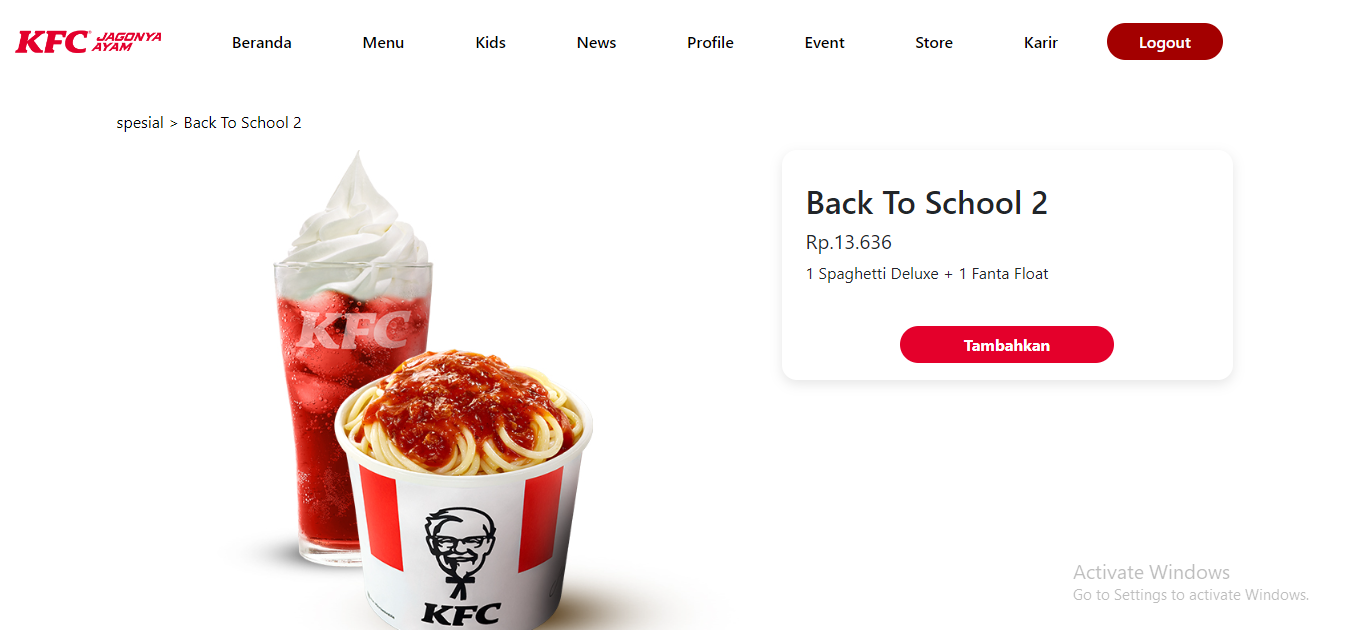 KFC JAGONYA
AYAM
Beranda
Menu
Kids
News
Profile
Event
Store
Karir
Logout
spesial > Back To School 2
KFC
KFC
Back To School 2
Rp.13.636
1 Spaghetti Deluxe + 1 Fanta Float
Tambahkan
Activate Windows
Go to Settings to activate Windows.